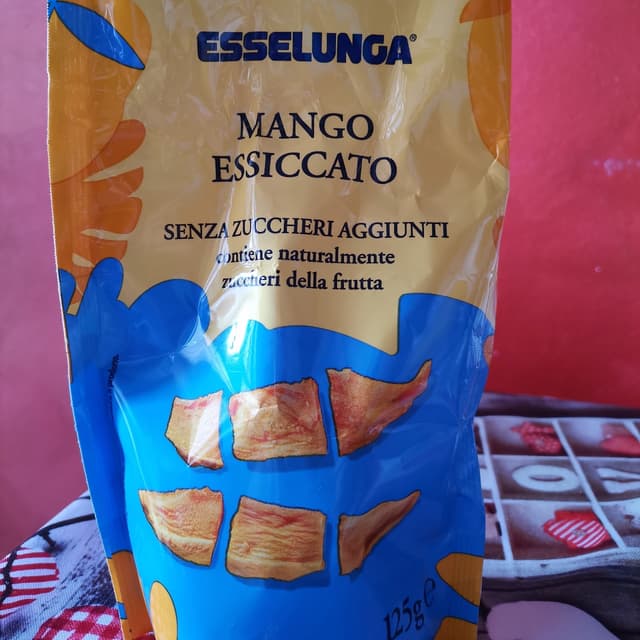 ESSELUNGA®
MANGO
ESSICCATO
SENZA ZUCCHERI AGGIUNTI
contiene naturalmente
zuccheri della frutta
125g e